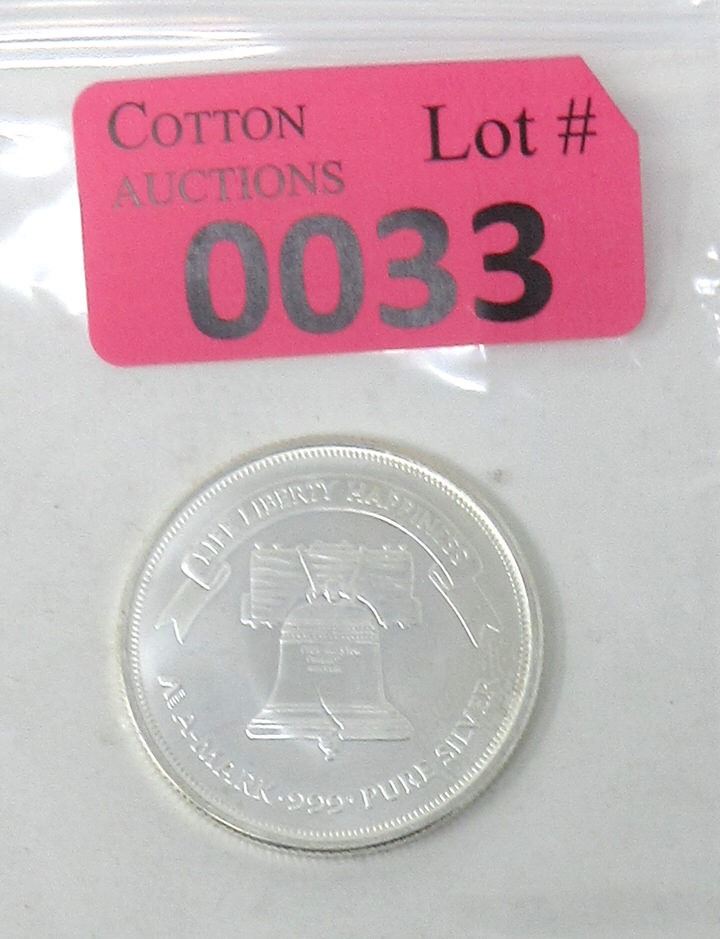 COTTON
AUCTIONS
Lot #
0033
LIFE LIBERTY HAPPINESS
A-MARK · 999 · PURE SILVER